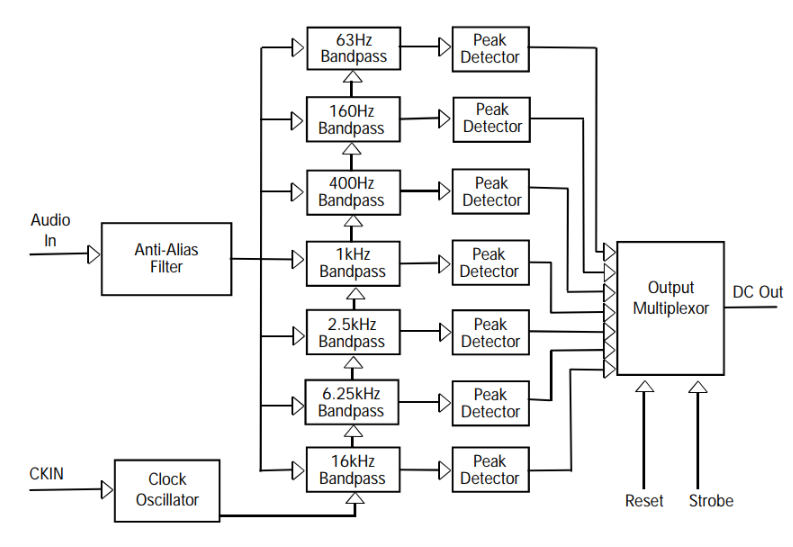 63Hz
Bandpass
Peak
Detector
160Hz
Bandpass
Peak
Detector
400Hz
Bandpass
Peak
Detector
Audio
In
Anti-Alias
Filter
1kHz
Bandpass
Peak
Detector
Output
Multiplexor
DC Out
2.5kHz
Bandpass
Peak
Detector
6.25kHz
Bandpass
Peak
Detector
16kHz
Bandpass
Peak
Detector
CKIN
Clock
Oscillator
Reset
Strobe